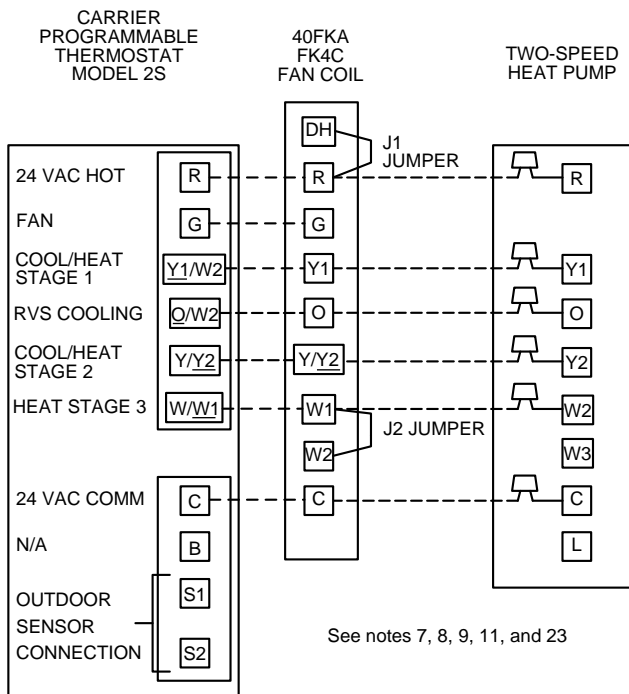 CARRIER
PROGRAMMABLE
THERMOSTAT
MODEL 2S
40FKA
FK4C
FAN COIL
TWO-SPEED
HEAT PUMP
DH
J1
JUMPER
24 VAC HOT R R R
FAN G G
COOL/HEAT
STAGE 1
Y1/W2 Y1 Y1
RVS COOLING O/W2 O O
COOL/HEAT
STAGE 2
Y/Y2 Y/Y2 Y2
HEAT STAGE 3 W/W1 W1 W2
J2 JUMPER
W2 W3
24 VAC COMM C C C
N/A B L
OUTDOOR
SENSOR
CONNECTION
S1
S2
See notes 7, 8, 9, 11, and 23